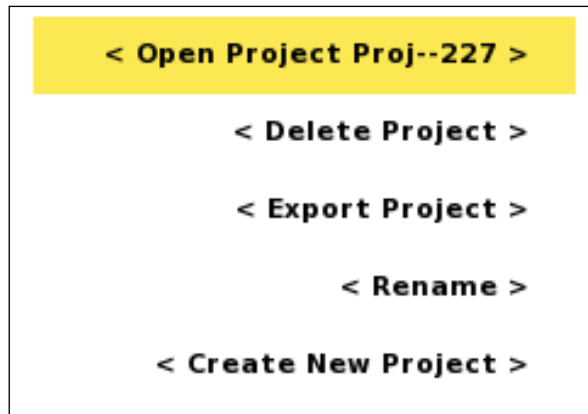 < Open Project Proj--227 >
< Delete Project >
< Export Project >
< Rename >
< Create New Project >